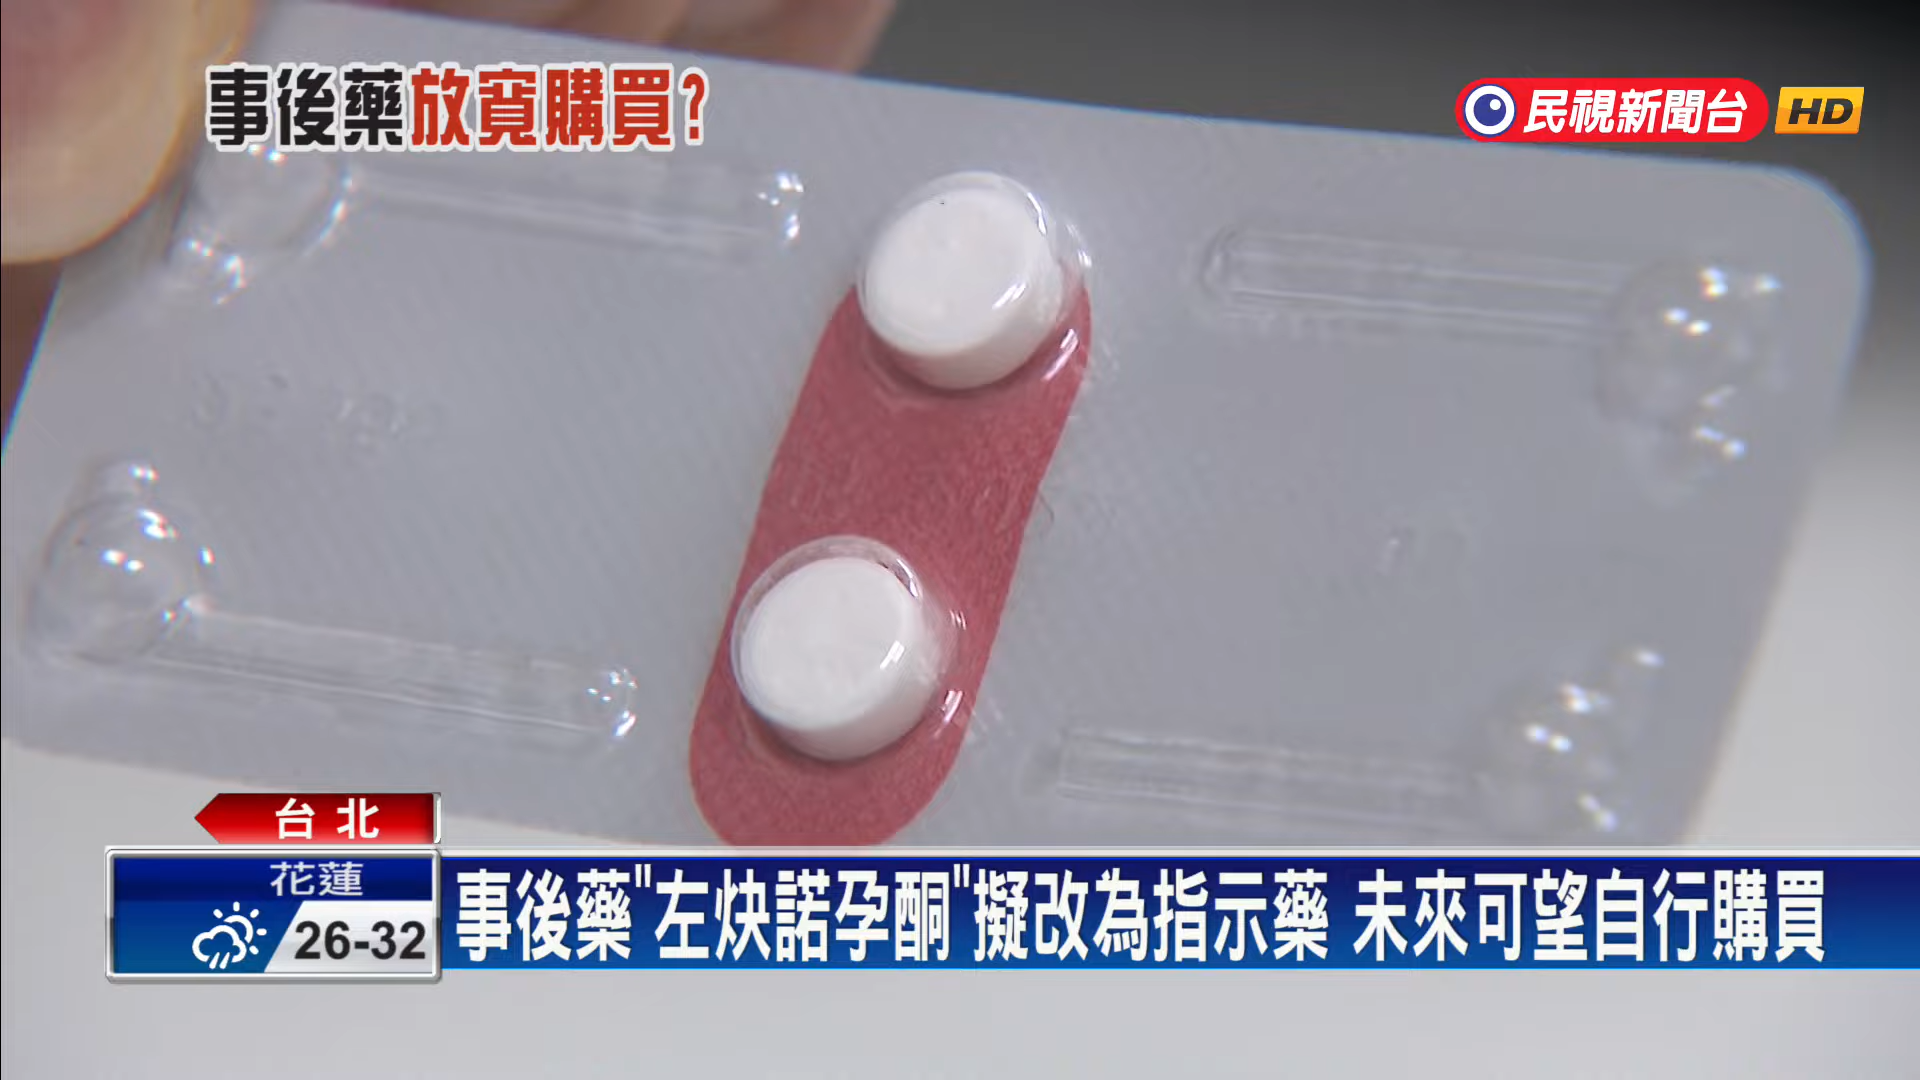 事後藥放寬購買?
民視新聞台 HD
台北
花蓮
26-32
事後藥"左炔諾孕酮"擬改為指示藥 未來可望自行購買